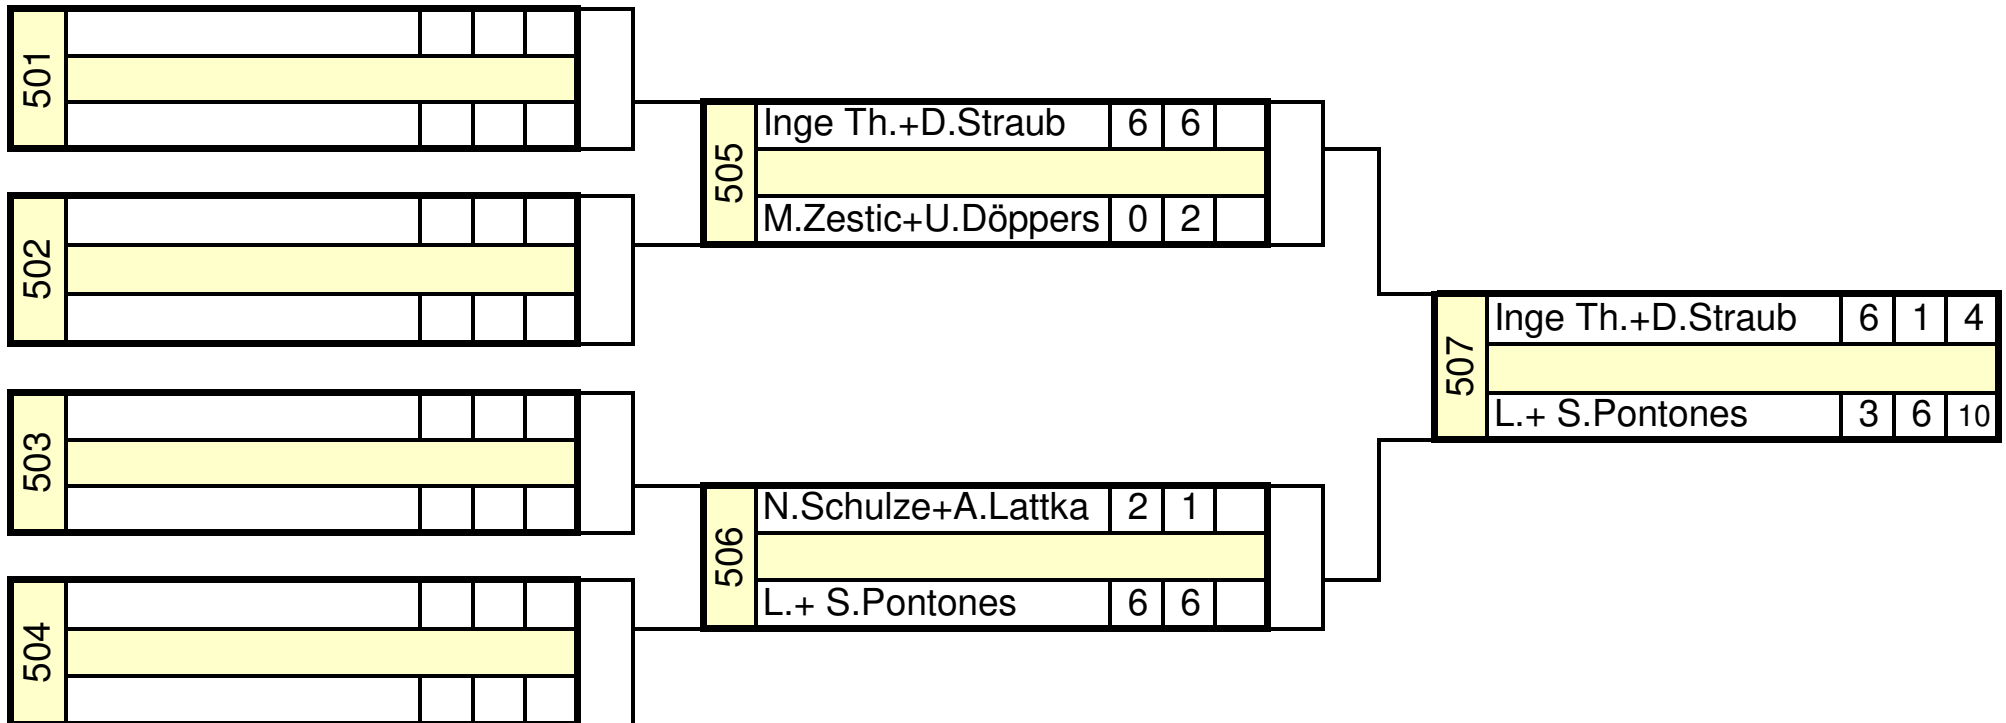 501
502
503
504
505
Inge Th.+D.Straub 6 6
M.Zestic+U.Döppers 0 2
506
N.Schulze+A.Lattka 2 1
L.+ S.Pontones 6 6
507
Inge Th.+D.Straub 6 1 4
L.+ S.Pontones 3 6 10